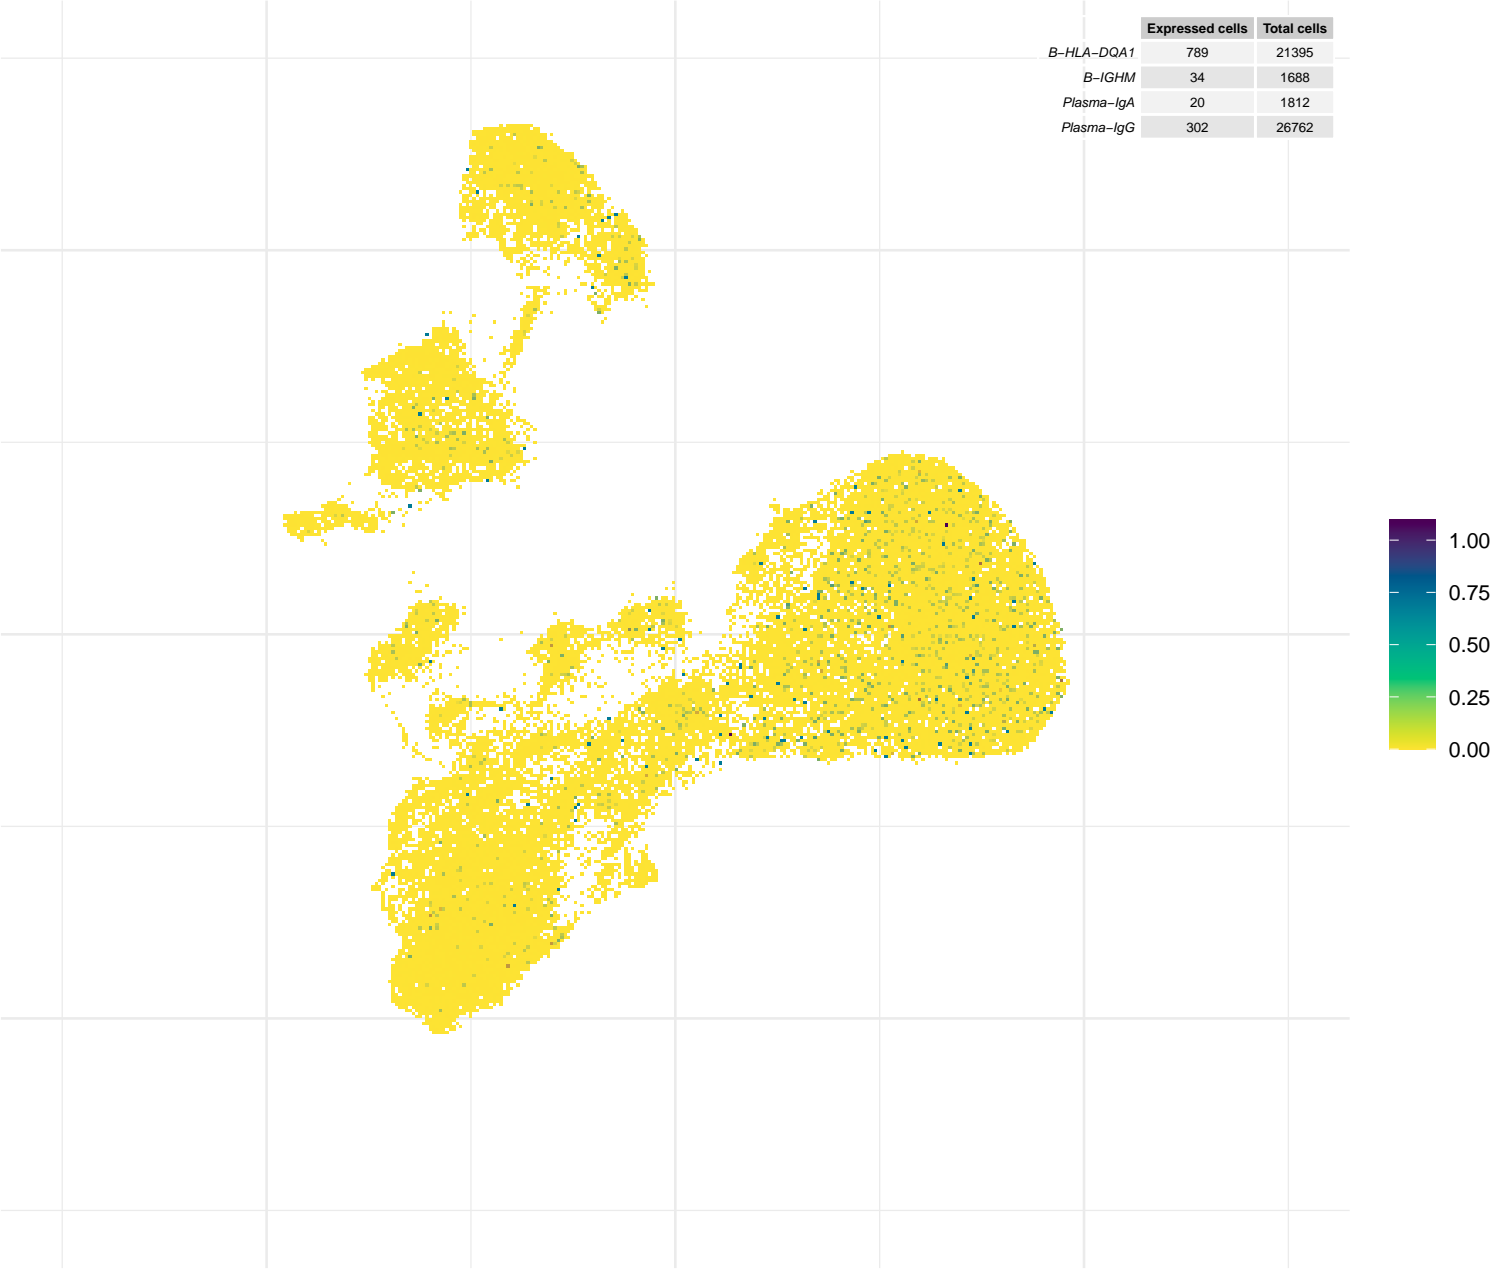 Expressed cells Total cells
B−HLA−DQA1 789 21395
B−IGHM 34 1688
Plasma−IgA 20 1812
Plasma−IgG 302 26762
1.00
0.75
0.50
0.25
0.00